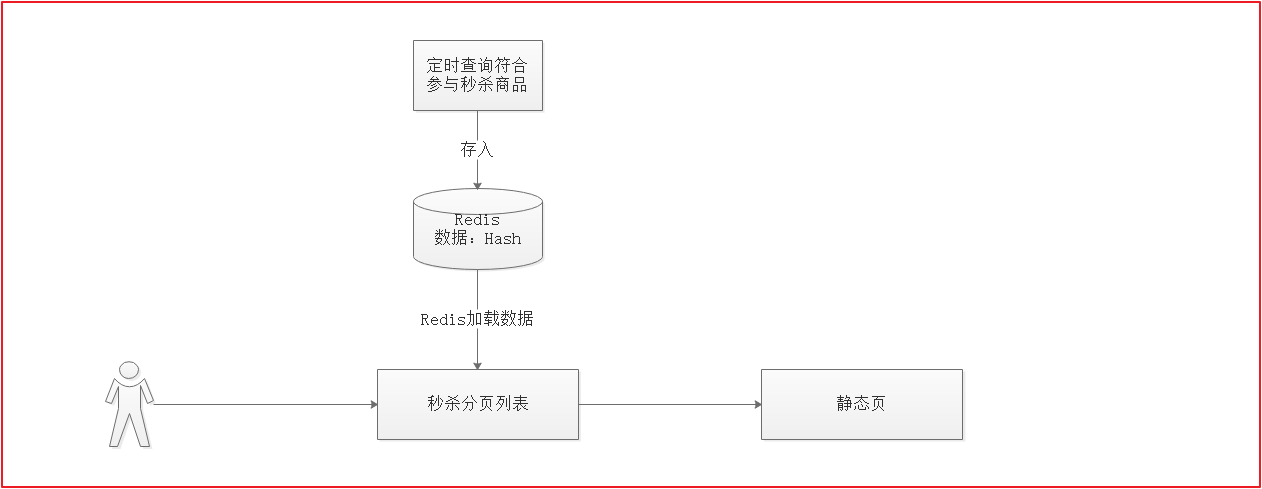 定时查询符合
参与秒杀商品
存入
Redis
数据：Hash
Redis加载数据
秒杀分页列表
静态页